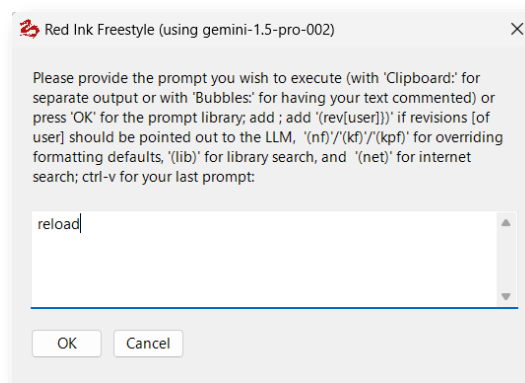 Red Ink Freestyle (using gemini-1.5-pro-002)
Please provide the prompt you wish to execute (with 'Clipboard:' for
separate output or with 'Bubbles:' for having your text commented) or
press 'OK' for the prompt library; add ; add '(rev[user]))' if revisions [of
user] should be pointed out to the LLM,  '(nf)'/'(kf)'/'(kpf)' for overriding
formatting defaults, '(lib)' for library search, and  '(net)' for internet
search; ctrl-v for your last prompt:
reload
OK
Cancel